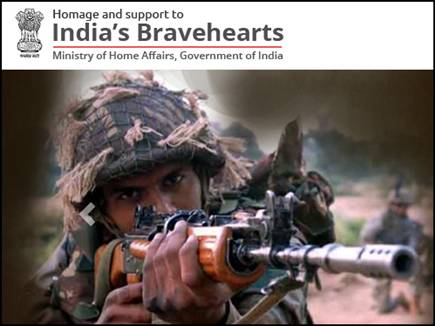 Homage and support to
India's Bravehearts
Ministry of Home Affairs, Government of India